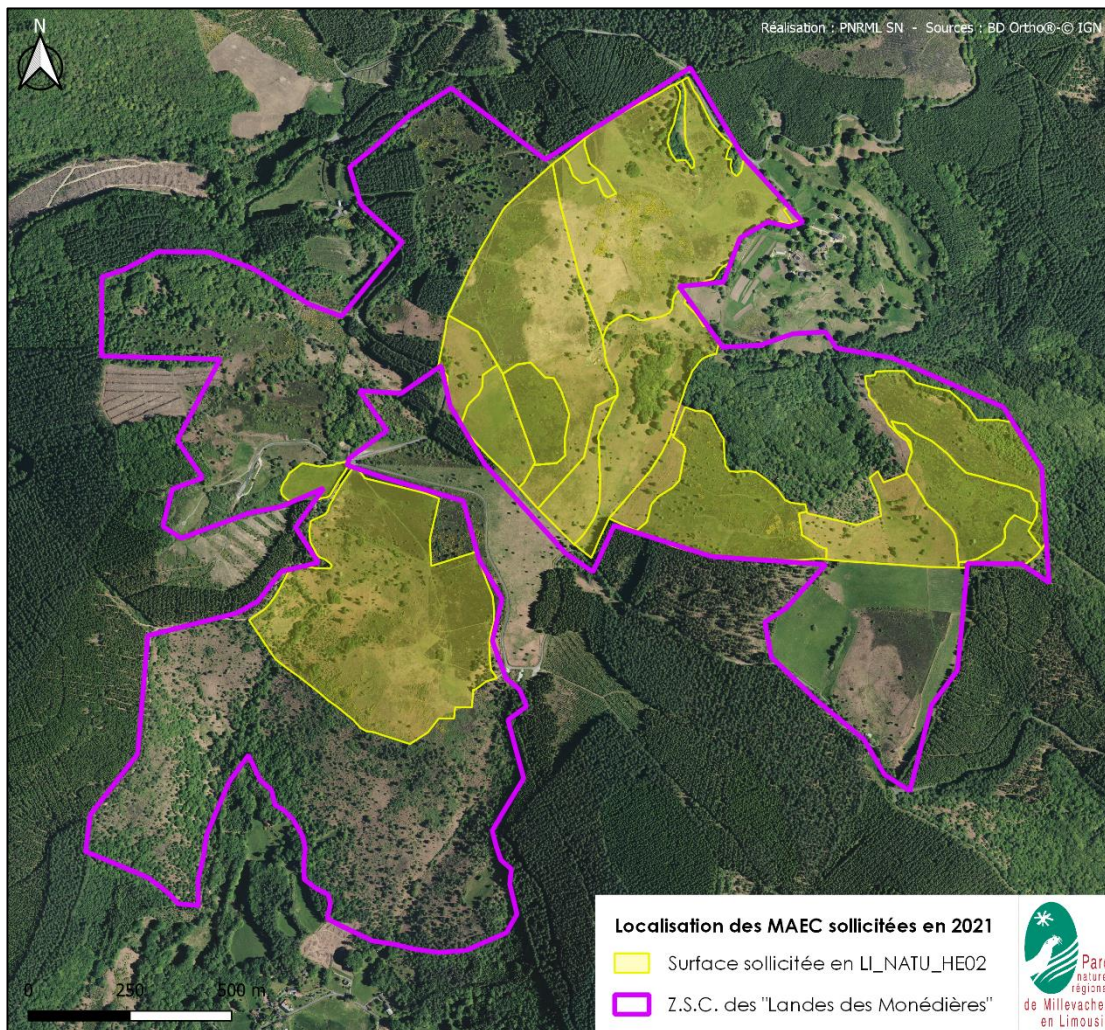 N
Réalisation : PNRML SN - Sources : BD Ortho®-© IGN
Localisation des MAEC sollicitées en 2021
Surface sollicitée en LI_NATU_HE02
Z.S.C. des "Landes des Monédières"
Parc
naturel
régional
de Millevaches
en Limousin
0 250 500 m